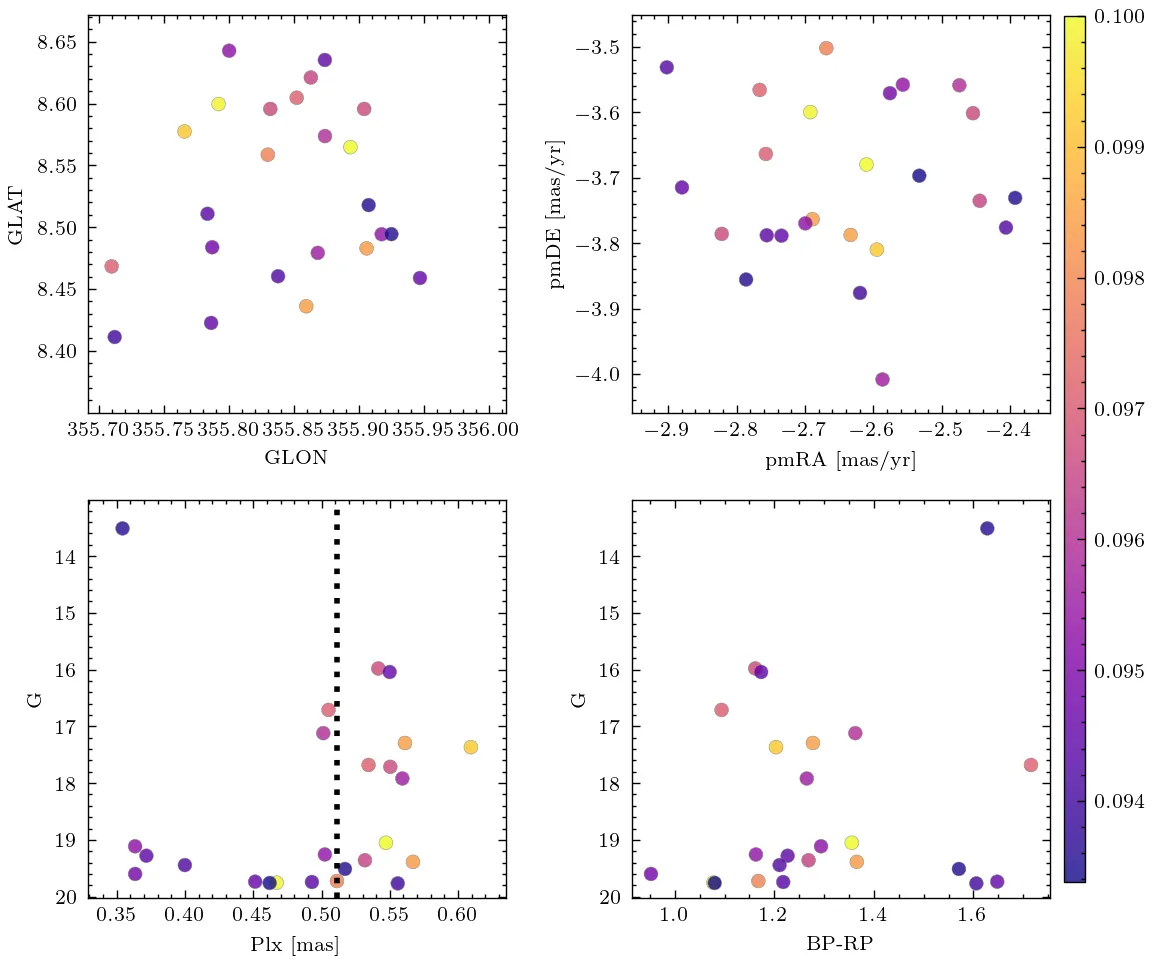 8.65
8.60
8.55
8.50
8.45
8.40
GLAT
355.70 355.75 355.80 355.85 355.90 355.95 356.00
GLON
−3.5
−3.6
−3.7
−3.8
−3.9
−4.0
pmDE [mas/yr]
−2.9 −2.8 −2.7 −2.6 −2.5 −2.4
pmRA [mas/yr]
14
15
16
17
18
19
20
G
0.35 0.40 0.45 0.50 0.55 0.60
Plx [mas]
14
15
16
17
18
19
20
G
1.0 1.2 1.4 1.6
BP-RP
0.100
0.099
0.098
0.097
0.096
0.095
0.094